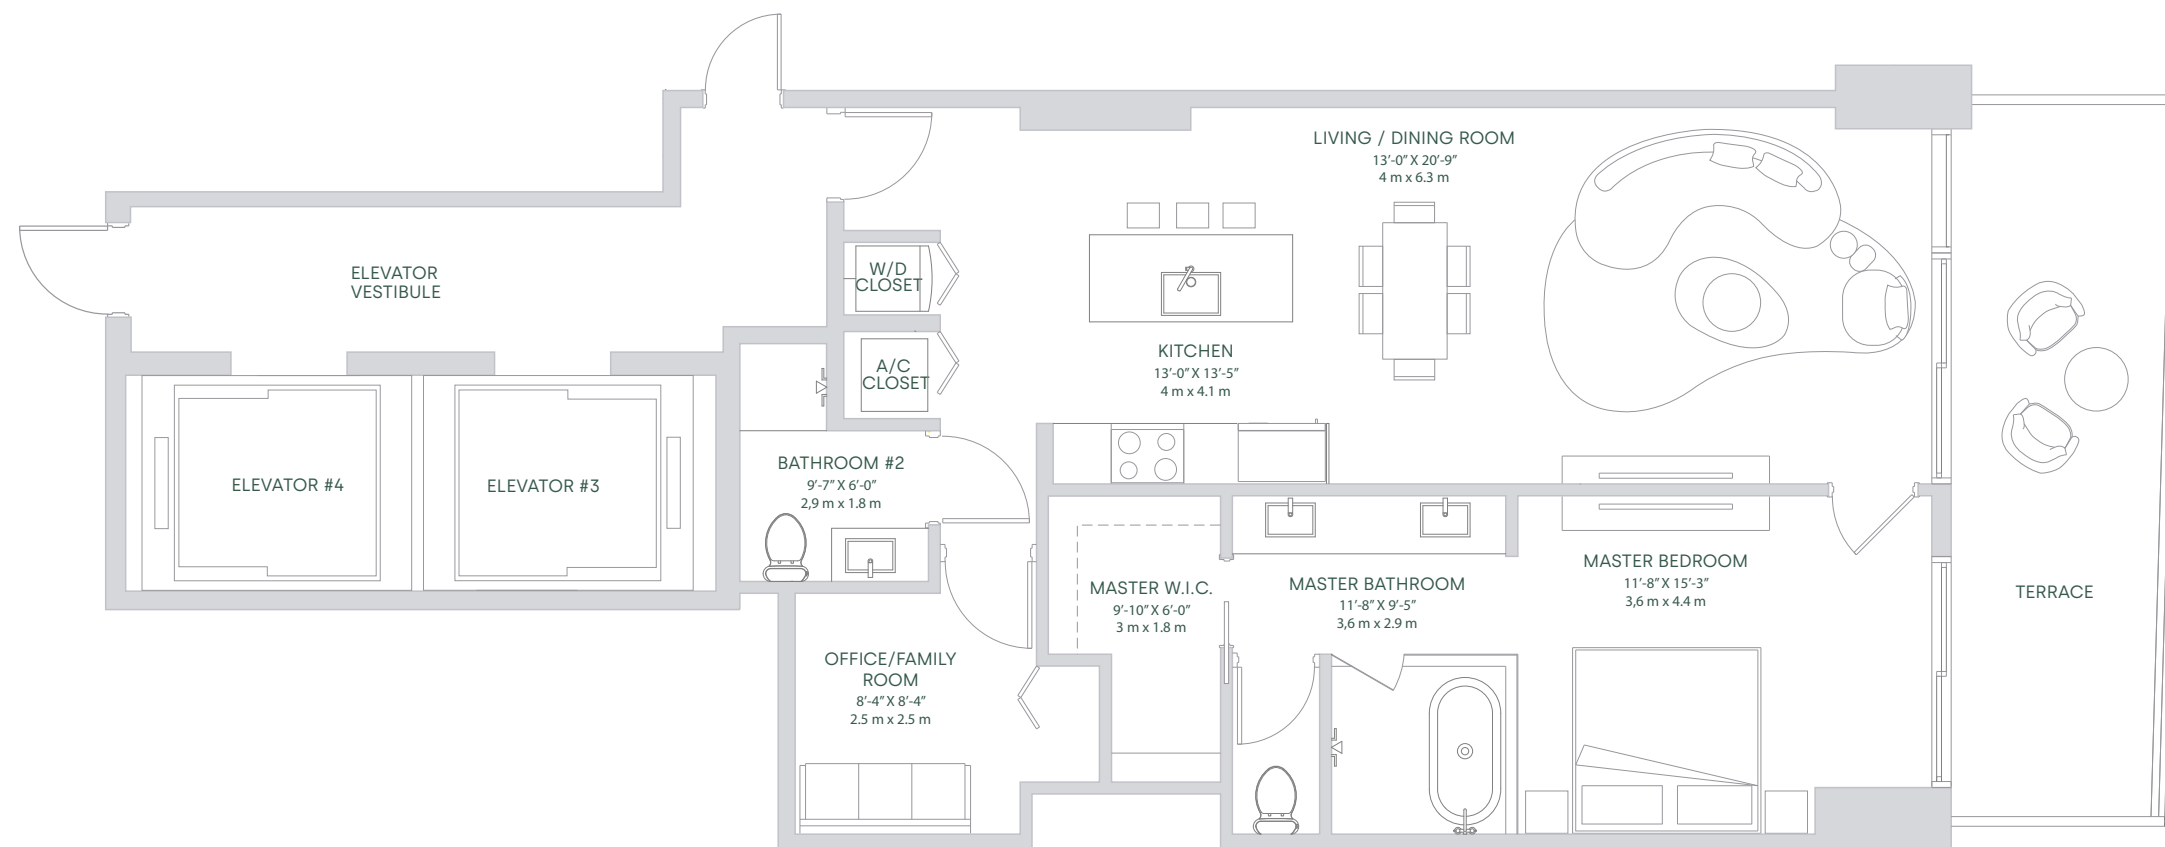 LIVING / DINING ROOM
13’-0” X 20’-9”
4 m x 6.3 m
ELEVATOR
VESTIBULE
W/D
CLOSET
A/C
CLOSET
KITCHEN
13’-0” X 13’-5”
4 m x 4.1 m
ELEVATOR #4
ELEVATOR #3
BATHROOM #2
9’-7” X 6’-0”
2,9 m x 1.8 m
MASTER W.I.C.
9’-10” X 6’-0”
3 m x 1.8 m
MASTER BATHROOM
11’-8” X 9’-5”
3,6 m x 2.9 m
MASTER BEDROOM
11’-8” X 15’-3”
3,6 m x 4.4 m
TERRACE
OFFICE/FAMILY
ROOM
8’-4” X 8’-4”
2.5 m x 2.5 m